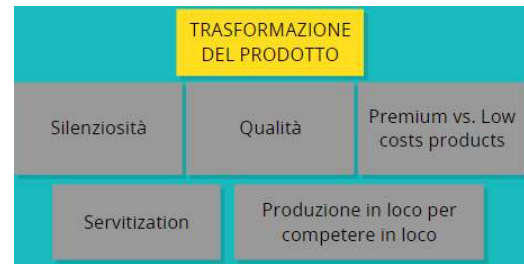 TRASFORMAZIONE
DEL PRODOTTO
Silenziosità
Qualità
Premium vs. Low
costs products
Servitization
Produzione in loco per
competere in loco